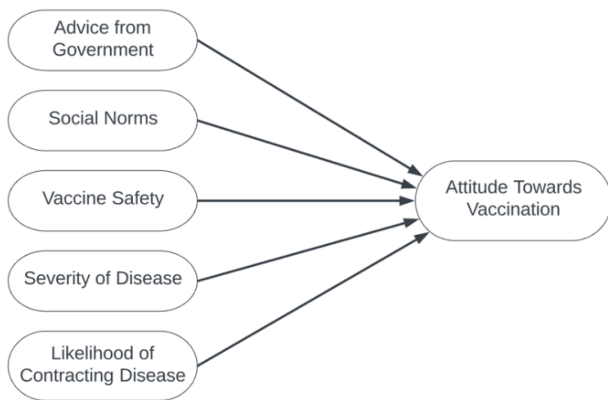 Advice from
Government
Social Norms
Vaccine Safety
Severity of Disease
Likelihood of
Contracting Disease
Attitude Towards
Vaccination